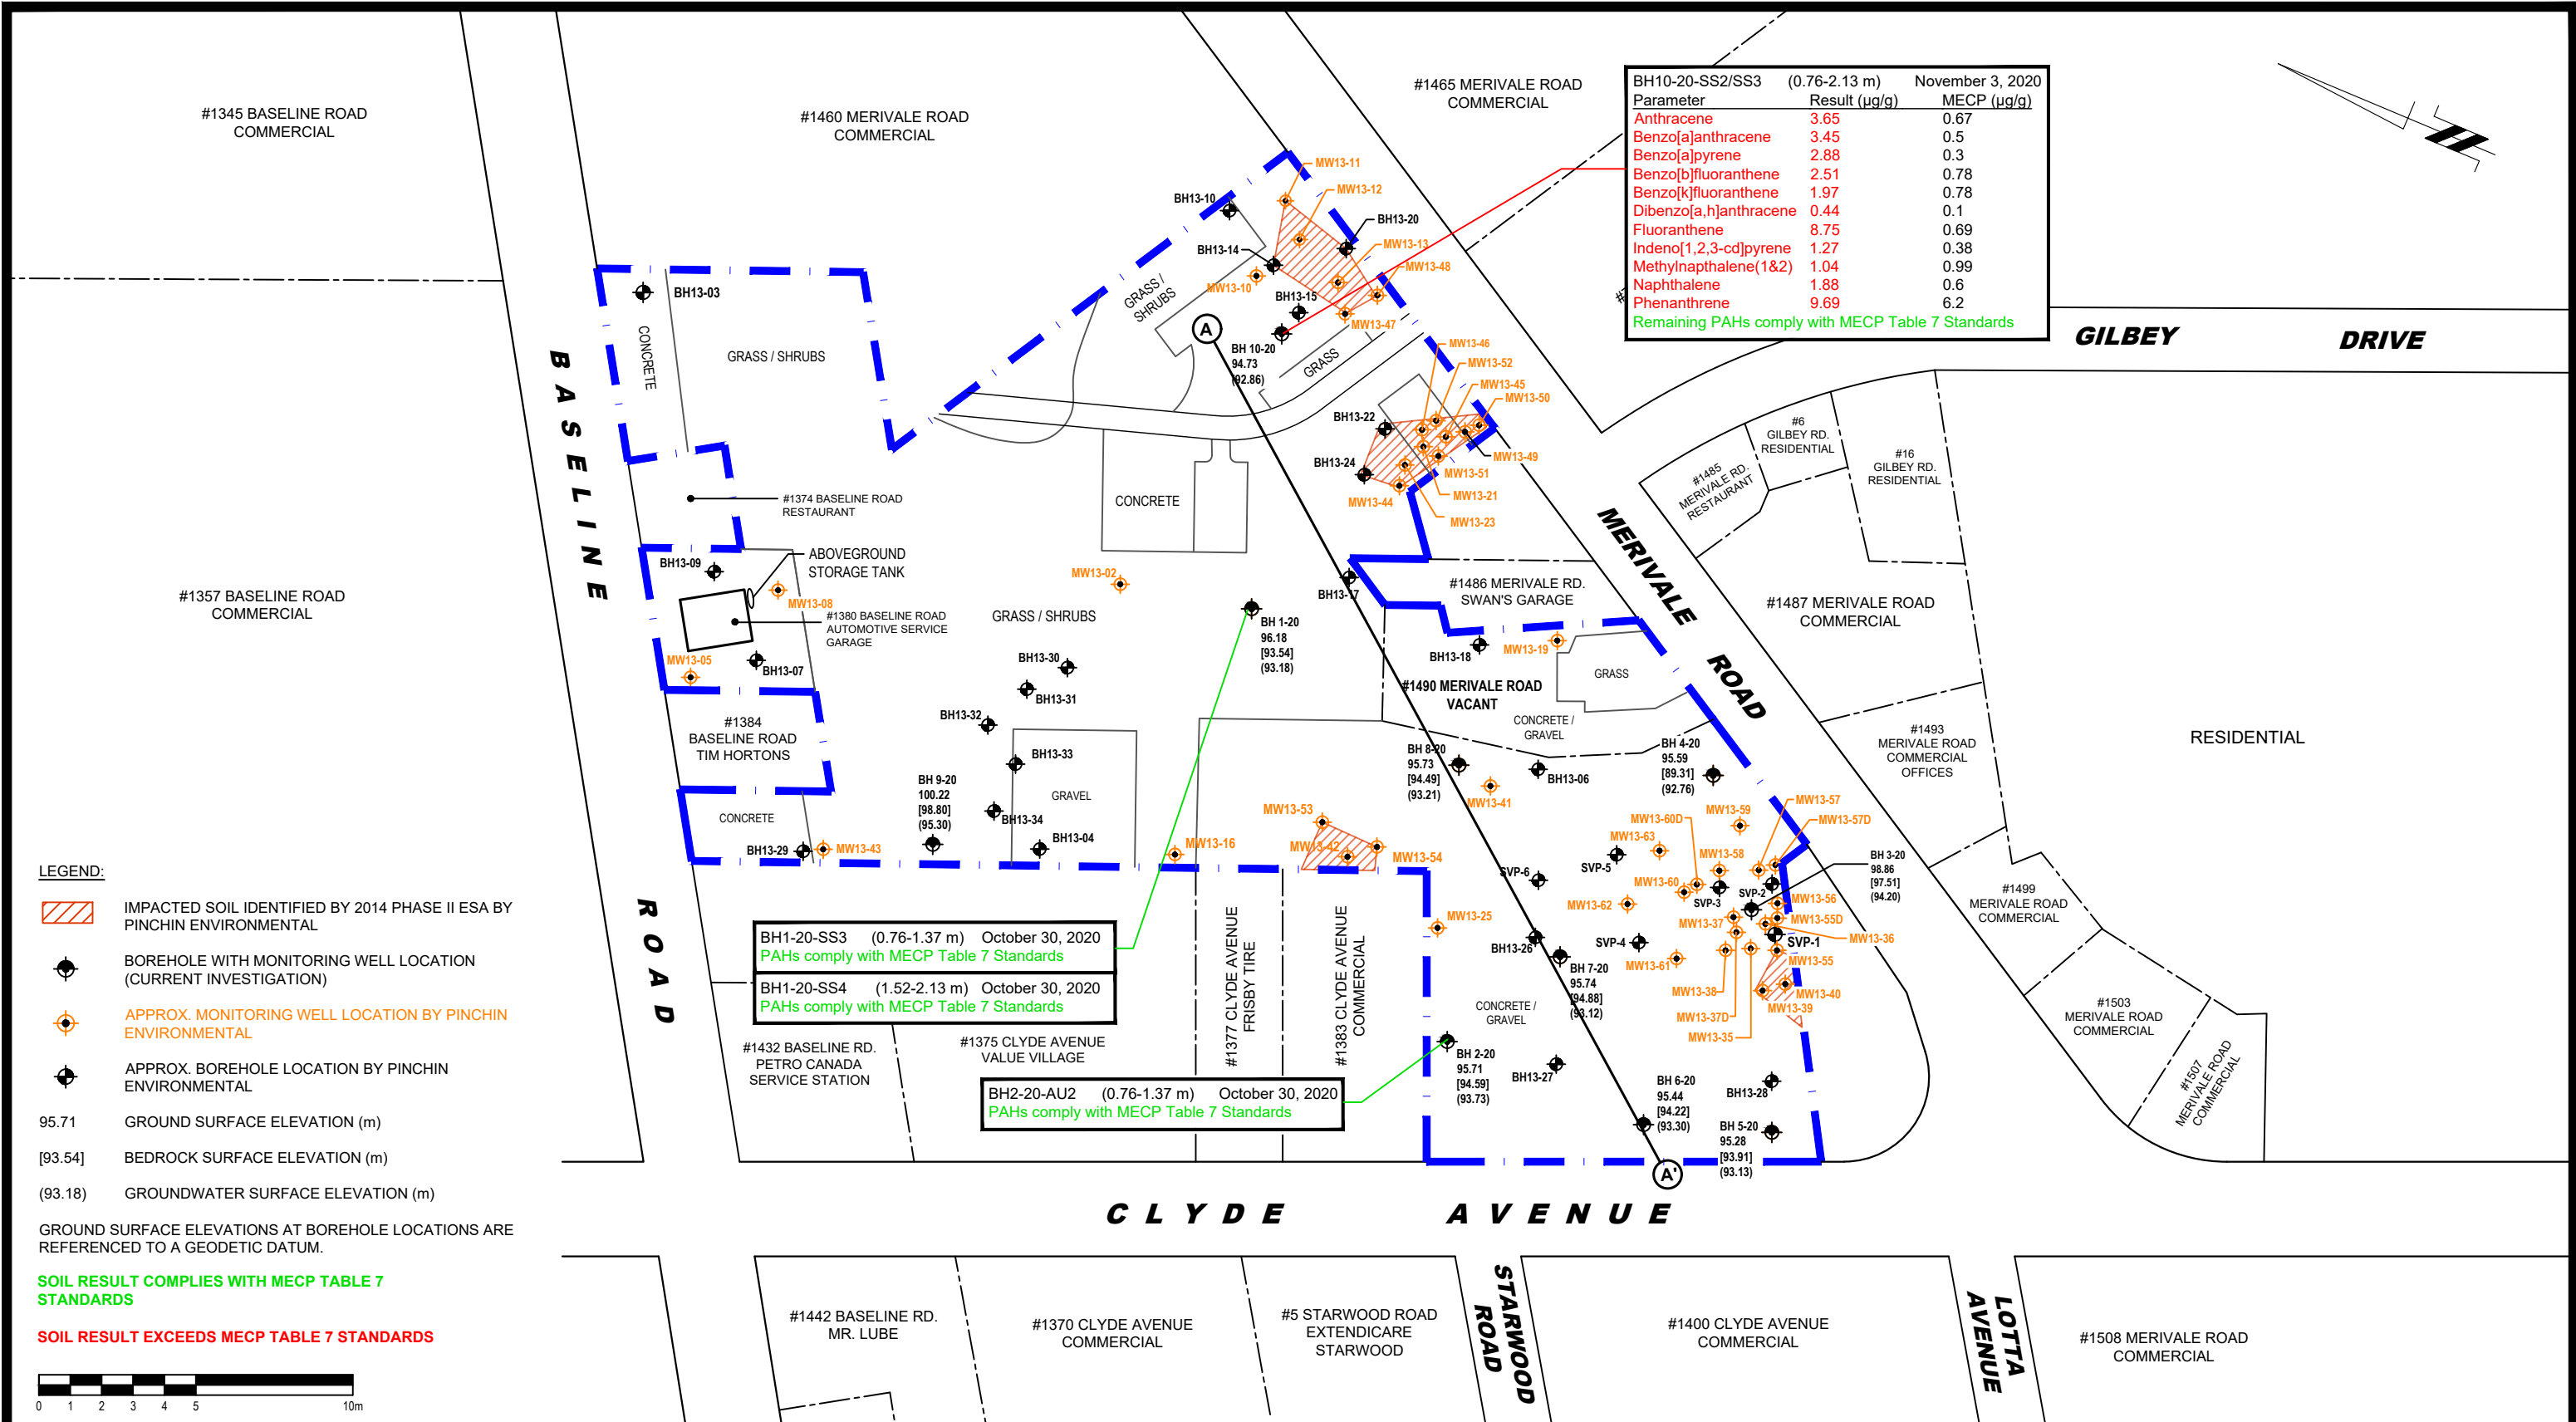 #1345 BASELINE ROAD
COMMERCIAL
#1460 MERIVALE ROAD
COMMERCIAL
#1465 MERIVALE ROAD
COMMERCIAL
BH10-20-SS2/SS3 (0.76-2.13 m) November 3, 2020
Parameter Result (µg/g) MECP (µg/g)
Anthracene 3.65 0.67
Benzo[a]anthracene 3.45 0.5
Benzo[a]pyrene 2.88 0.3
Benzo[b]fluoranthene 2.51 0.78
Benzo[k]fluoranthene 1.97 0.78
Dibenzo[a,h]anthracene 0.44 0.1
Fluoranthene 8.75 0.69
Indeno[1,2,3-cd]pyrene 1.27 0.38
Methylnapthalene(1&2) 1.04 0.99
Naphthalene 1.88 0.6
Phenanthrene 9.69 6.2
Remaining PAHs comply with MECP Table 7 Standards
GILBEY DRIVE
MW13-11
MW13-12
BH13-10
BH13-20
BH13-14
MW13-13
MW13-48
MW13-10
BH13-15
MW13-47
GRASS /
SHRUBS
A
BH 10-20
94.73
(92.86)
GRASS
BH13-03
CONCRETE
GRASS / SHRUBS
BASELINE
MW13-46
MW13-52
MW13-45
MW13-50
BH13-22
BH13-24
MW13-49
MW13-51
MW13-44
MW13-21
MW13-23
#6
GILBEY RD.
RESIDENTIAL
#16
GILBEY RD.
RESIDENTIAL
#1485
MERIVALE RD.
RESTAURANT
#1374 BASELINE ROAD
RESTAURANT
CONCRETE
ABOVEGROUND
STORAGE TANK
BH13-09
MW13-08
#1380 BASELINE ROAD
AUTOMOTIVE SERVICE
GARAGE
MW13-05
BH13-07
#1357 BASELINE ROAD
COMMERCIAL
MW13-02
GRASS / SHRUBS
BH 1-20
96.18
[93.54]
(93.18)
BH13-17
#1486 MERIVALE RD.
SWAN'S GARAGE
MERIVALE
ROAD
#1487 MERIVALE ROAD
COMMERCIAL
BH13-18
MW13-19
GRASS
#1490 MERIVALE ROAD
VACANT
CONCRETE /
GRAVEL
BH13-30
BH13-31
BH13-32
BH13-33
#1384
BASELINE ROAD
TIM HORTONS
BH 9-20
100.22
[98.80]
(95.30)
GRAVEL
BH13-34
BH13-04
CONCRETE
BH13-29
MW13-43
MW13-16
MW13-53
MW13-42
MW13-54
BH 8-20
95.73
[94.49]
(93.21)
MW13-41
BH13-06
BH 4-20
95.59
[89.31]
(92.76)
#1493
MERIVALE ROAD
COMMERCIAL
OFFICES
RESIDENTIAL
MW13-57
MW13-59
MW13-57D
MW13-60D
MW13-63
MW13-58
SVP-5
SVP-6
MW13-60
SVP-2
SVP-3
BH 3-20
98.86
[97.51]
(94.20)
MW13-56
MW13-55D
MW13-36
MW13-62
MW13-37
SVP-4
SVP-1
MW13-61
MW13-55
MW13-38
MW13-40
MW13-39
MW13-37D
MW13-35
MW13-25
BH13-26
BH 7-20
95.74
[94.88]
(93.12)
#1499
MERIVALE ROAD
COMMERCIAL
#1503
MERIVALE ROAD
COMMERCIAL
#1507
MERIVALE ROAD
COMMERCIAL
CONCRETE /
GRAVEL
BH 2-20
95.71
[94.59]
(93.73)
BH13-27
BH 6-20
95.44
[94.22]
(93.30)
BH13-28
BH 5-20
95.28
[93.91]
(93.13)
A'
ROAD
BH1-20-SS3 (0.76-1.37 m) October 30, 2020
PAHs comply with MECP Table 7 Standards
BH1-20-SS4 (1.52-2.13 m) October 30, 2020
PAHs comply with MECP Table 7 Standards
#1377 CLYDE AVENUE
FRISBY TIRE
#1383 CLYDE AVENUE
COMMERCIAL
#1432 BASELINE RD.
PETRO CANADA
SERVICE STATION
#1375 CLYDE AVENUE
VALUE VILLAGE
BH2-20-AU2 (0.76-1.37 m) October 30, 2020
PAHs comply with MECP Table 7 Standards
CLYDE AVENUE
#1442 BASELINE RD.
MR. LUBE
#1370 CLYDE AVENUE
COMMERCIAL
#5 STARWOOD ROAD
EXTENDICARE
STARWOOD
STARWOOD
ROAD
#1400 CLYDE AVENUE
COMMERCIAL
LOTTA
AVENUE
#1508 MERIVALE ROAD
COMMERCIAL
LEGEND:
IMPACTED SOIL IDENTIFIED BY 2014 PHASE II ESA BY
PINCHIN ENVIRONMENTAL
BOREHOLE WITH MONITORING WELL LOCATION
(CURRENT INVESTIGATION)
APPROX. MONITORING WELL LOCATION BY PINCHIN
ENVIRONMENTAL
APPROX. BOREHOLE LOCATION BY PINCHIN
ENVIRONMENTAL
95.71 GROUND SURFACE ELEVATION (m)
[93.54] BEDROCK SURFACE ELEVATION (m)
(93.18) GROUNDWATER SURFACE ELEVATION (m)
GROUND SURFACE ELEVATIONS AT BOREHOLE LOCATIONS ARE
REFERENCED TO A GEODETIC DATUM.
SOIL RESULT COMPLIES WITH MECP TABLE 7
STANDARDS
SOIL RESULT EXCEEDS MECP TABLE 7 STANDARDS
0 1 2 3 4 5 10m